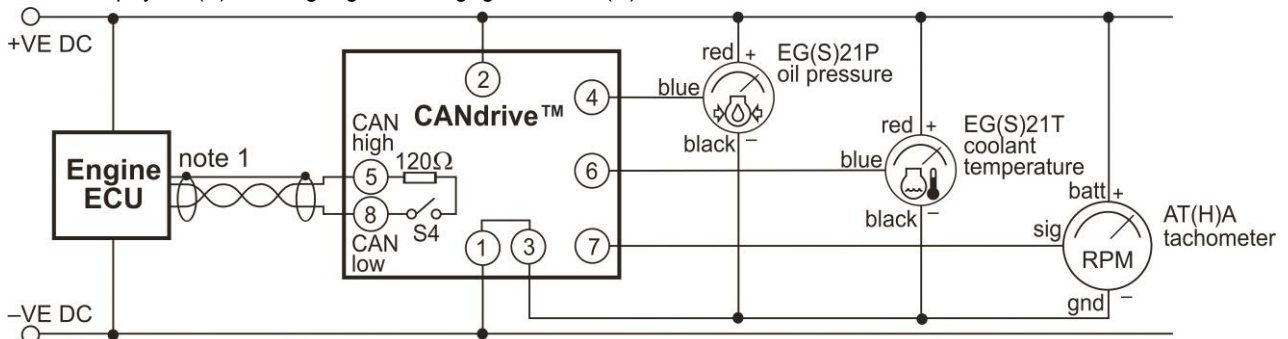 +VE DC
–VE DC
Engine
ECU
note 1
CANdrive™
CAN
high
120Ω
CAN
low
S4
2
5
8
1
3
4
6
7
red +
blue
black –
EG(S)21P
oil pressure
red +
blue
black –
EG(S)21T
coolant
temperature
batt +
sig
RPM
gnd –
AT(H)A
tachometer